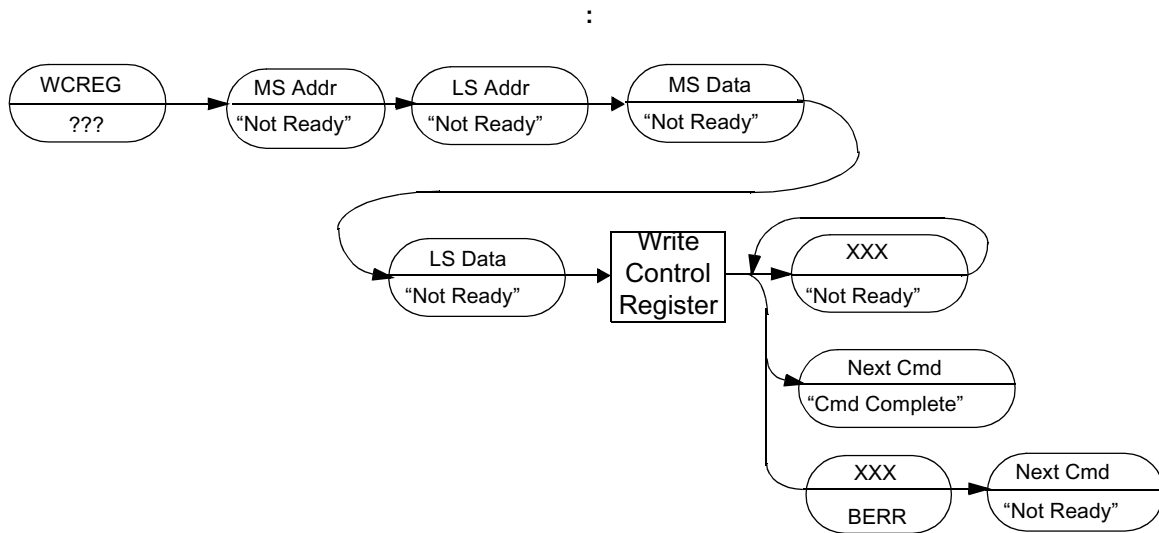 :
WCREG
???
MS Addr
“Not Ready”
LS Addr
“Not Ready”
MS Data
“Not Ready”
LS Data
“Not Ready”
Write
Control
Register
XXX
“Not Ready”
Next Cmd
“Cmd Complete”
XXX
BERR
Next Cmd
“Not Ready”